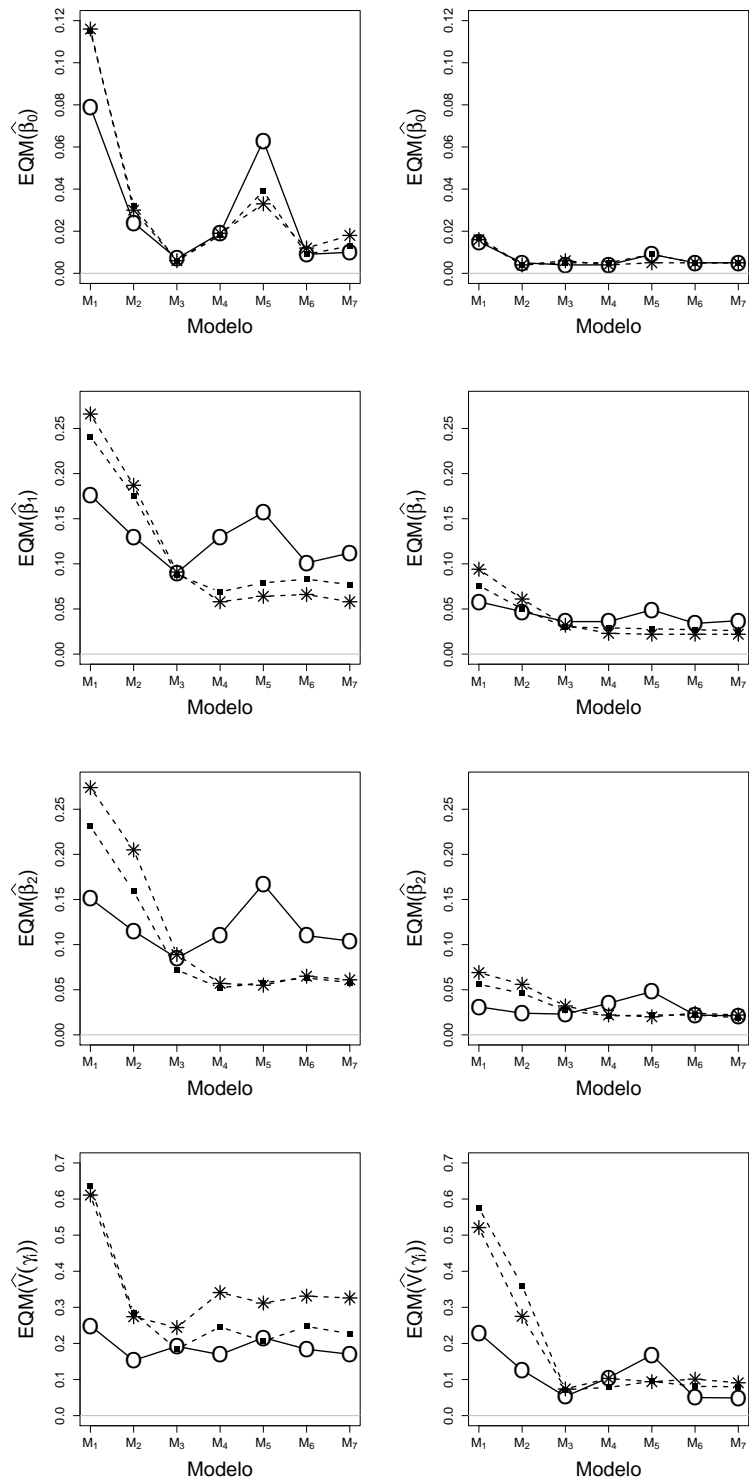 EQM(β̂₀)
0.00 0.02 0.04 0.06 0.08 0.10 0.12
M₁ M₂ M₃ M₄ M₅ M₆ M₇
Modelo
EQM(β̂₀)
0.00 0.02 0.04 0.06 0.08 0.10 0.12
M₁ M₂ M₃ M₄ M₅ M₆ M₇
Modelo
EQM(β̂₁)
0.00 0.05 0.10 0.15 0.20 0.25
M₁ M₂ M₃ M₄ M₅ M₆ M₇
Modelo
EQM(β̂₁)
0.00 0.05 0.10 0.15 0.20 0.25
M₁ M₂ M₃ M₄ M₅ M₆ M₇
Modelo
EQM(β̂₂)
0.00 0.05 0.10 0.15 0.20 0.25
M₁ M₂ M₃ M₄ M₅ M₆ M₇
Modelo
EQM(β̂₂)
0.00 0.05 0.10 0.15 0.20 0.25
M₁ M₂ M₃ M₄ M₅ M₆ M₇
Modelo
EQM(V̂(γᵢ))
0.0 0.1 0.2 0.3 0.4 0.5 0.6 0.7
M₁ M₂ M₃ M₄ M₅ M₆ M₇
Modelo
EQM(V̂(γᵢ))
0.0 0.1 0.2 0.3 0.4 0.5 0.6 0.7
M₁ M₂ M₃ M₄ M₅ M₆ M₇
Modelo